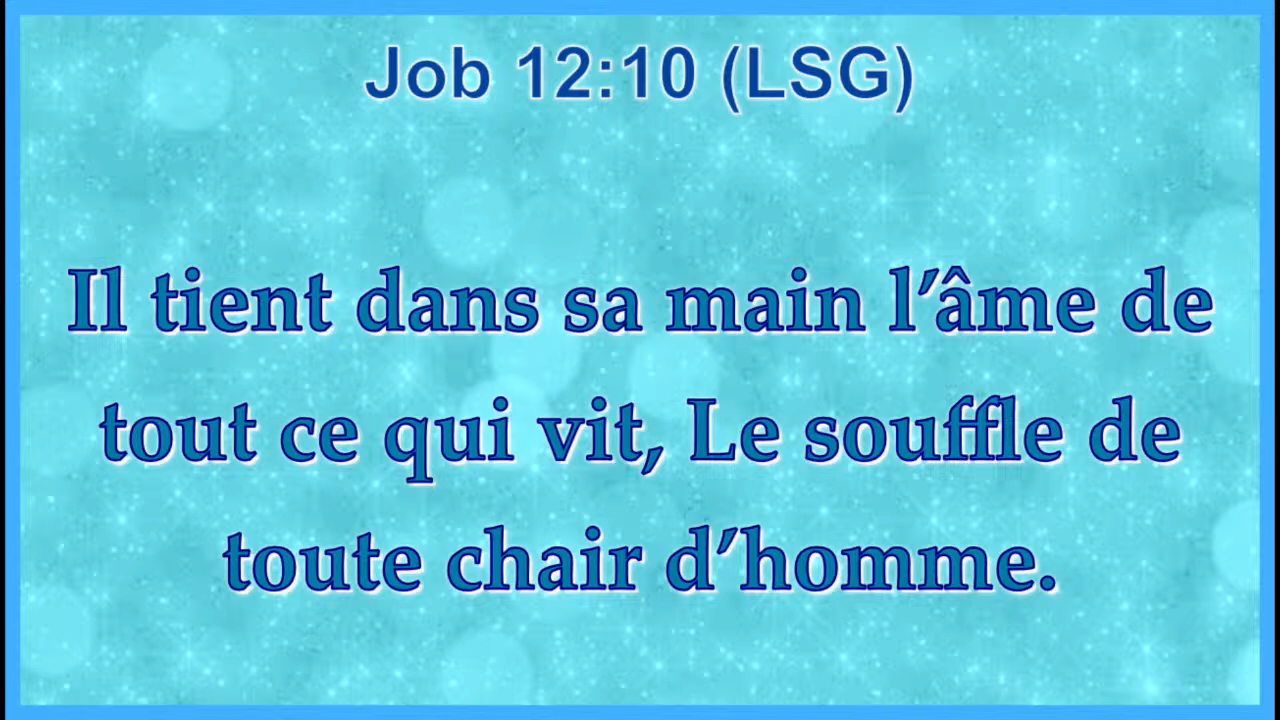 Job 12:10 (LSG)
Il tient dans sa main l’âme de
tout ce qui vit, Le souffle de
toute chair d’homme.